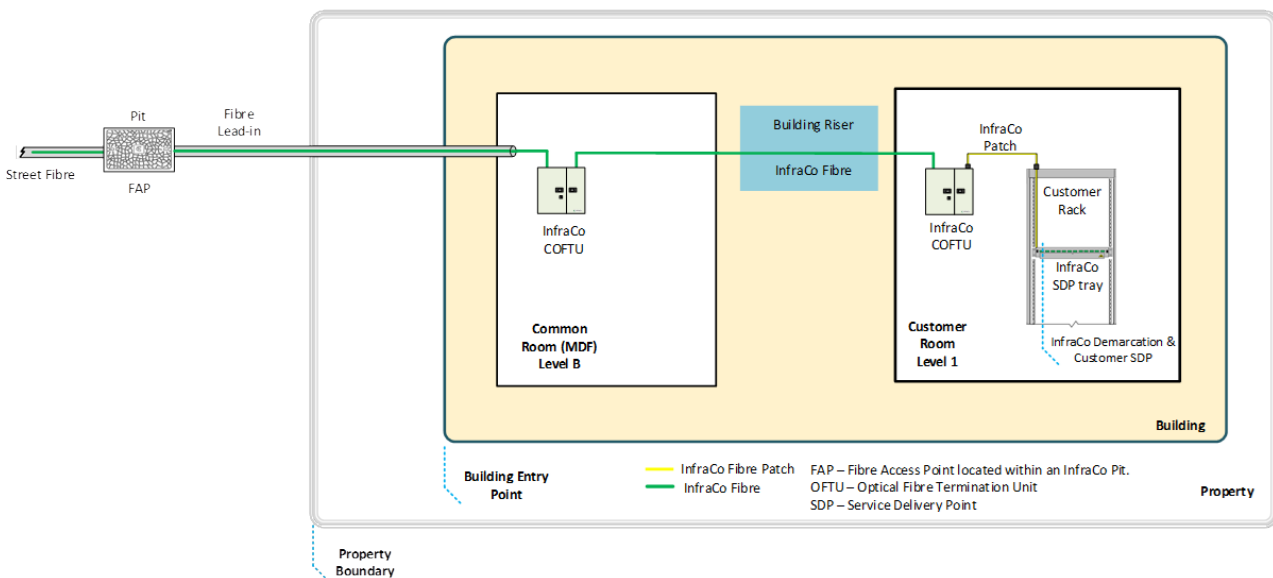 Pit
Fibre
Lead-in
Street Fibre
FAP
InfraCo
COFTU
Common
Room (MDF)
Level B
Building Riser
InfraCo Fibre
InfraCo
Patch
InfraCo
COFTU
Customer
Rack
InfraCo
SDP tray
Customer
Room
Level 1
InfraCo Demarcation &
Customer SDP
Building
Building Entry
Point
InfraCo Fibre Patch
InfraCo Fibre
FAP – Fibre Access Point located within an InfraCo Pit.
OFTU – Optical Fibre Termination Unit
SDP – Service Delivery Point
Property
Property
Boundary